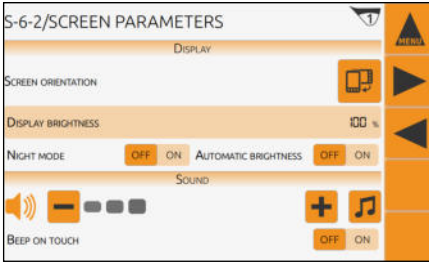 S-6-2/SCREEN PARAMETERS 1
MENU
DISPLAY
SCREEN ORIENTATION
DISPLAY BRIGHTNESS 100 %
NIGHT MODE OFF ON AUTOMATIC BRIGHTNESS OFF ON
SOUND
BEEP ON TOUCH OFF ON